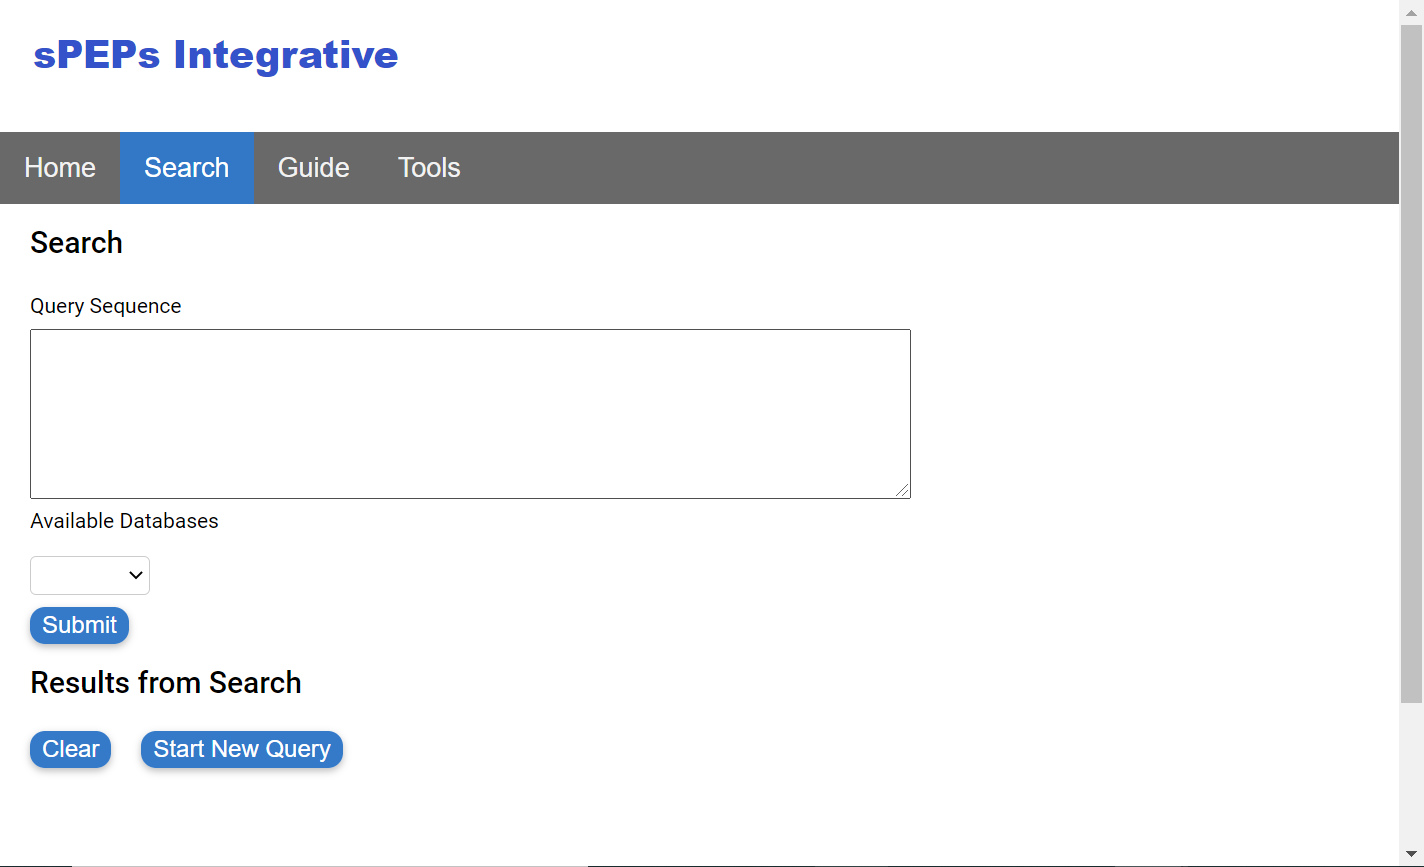 sPEPs Integrative
Home Search Guide Tools
Search
Query Sequence
Available Databases
Submit
Results from Search
Clear Start New Query